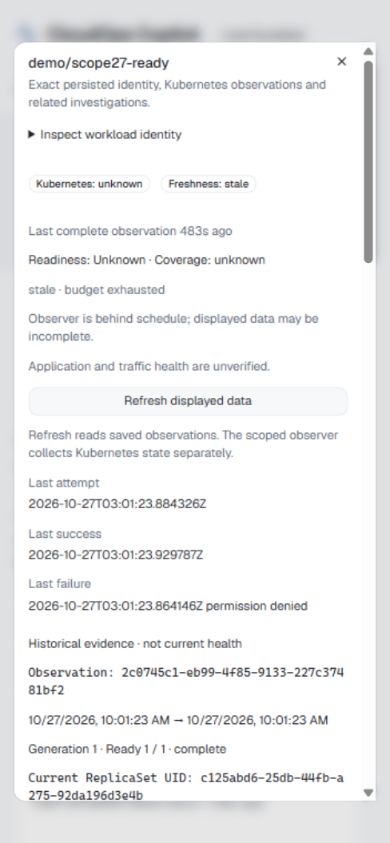 demo/scope27-ready
Exact persisted identity, Kubernetes observations and
related investigations.
▶ Inspect workload identity
Kubernetes: unknown Freshness: stale
Last complete observation 483s ago
Readiness: Unknown · Coverage: unknown
stale · budget exhausted
Observer is behind schedule; displayed data may be
incomplete.
Application and traffic health are unverified.
Refresh displayed data
Refresh reads saved observations. The scoped observer
collects Kubernetes state separately.
Last attempt
2026-10-27T03:01:23.884326Z
Last success
2026-10-27T03:01:23.929787Z
Last failure
2026-10-27T03:01:23.864146Z permission denied
Historical evidence · not current health
Observation: 2c0745c1-eb99-4f85-9133-227c374
81bf2
10/27/2026, 10:01:23 AM → 10/27/2026, 10:01:23 AM
Generation 1 · Ready 1 / 1 · complete
Current ReplicaSet UID: c125abd6-25db-44fb-a
275-92da196d3e4b